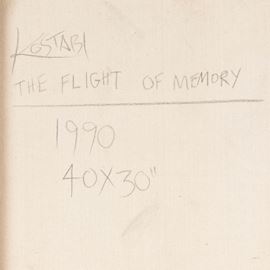 KOSTABI
THE FLIGHT OF MEMORY
1990
40X30"